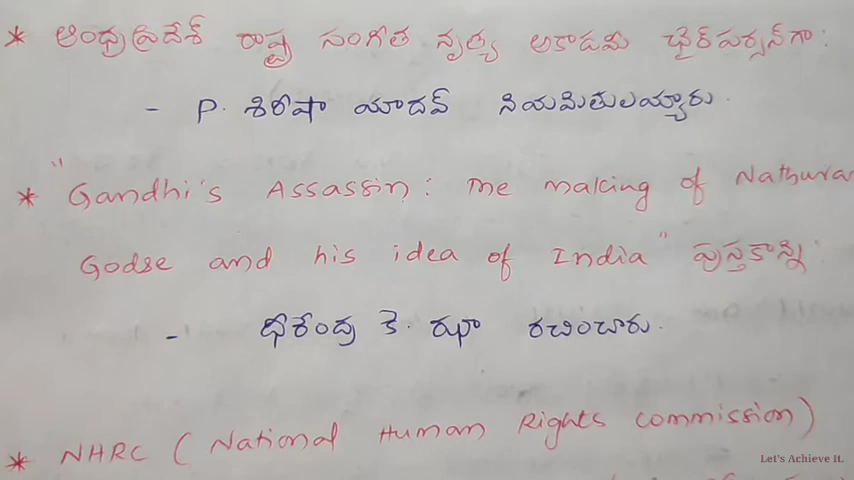 * ఆంధ్రప్రదేశ్ రాష్ట్ర సంగీత నృత్య అకాడమీ ఛైర్ పర్సన్ గా :
- P. శిరీషా యాదవ్ నియమితులయ్యారు.
* "Gandhi's Assassin: The making of Nathura
Godse and his idea of India" పుస్తకాన్ని :
- ధీరేంద్ర కె. ఝా రచించారు.
* NHRC (National Human Rights Commission)
Let's Achieve It.